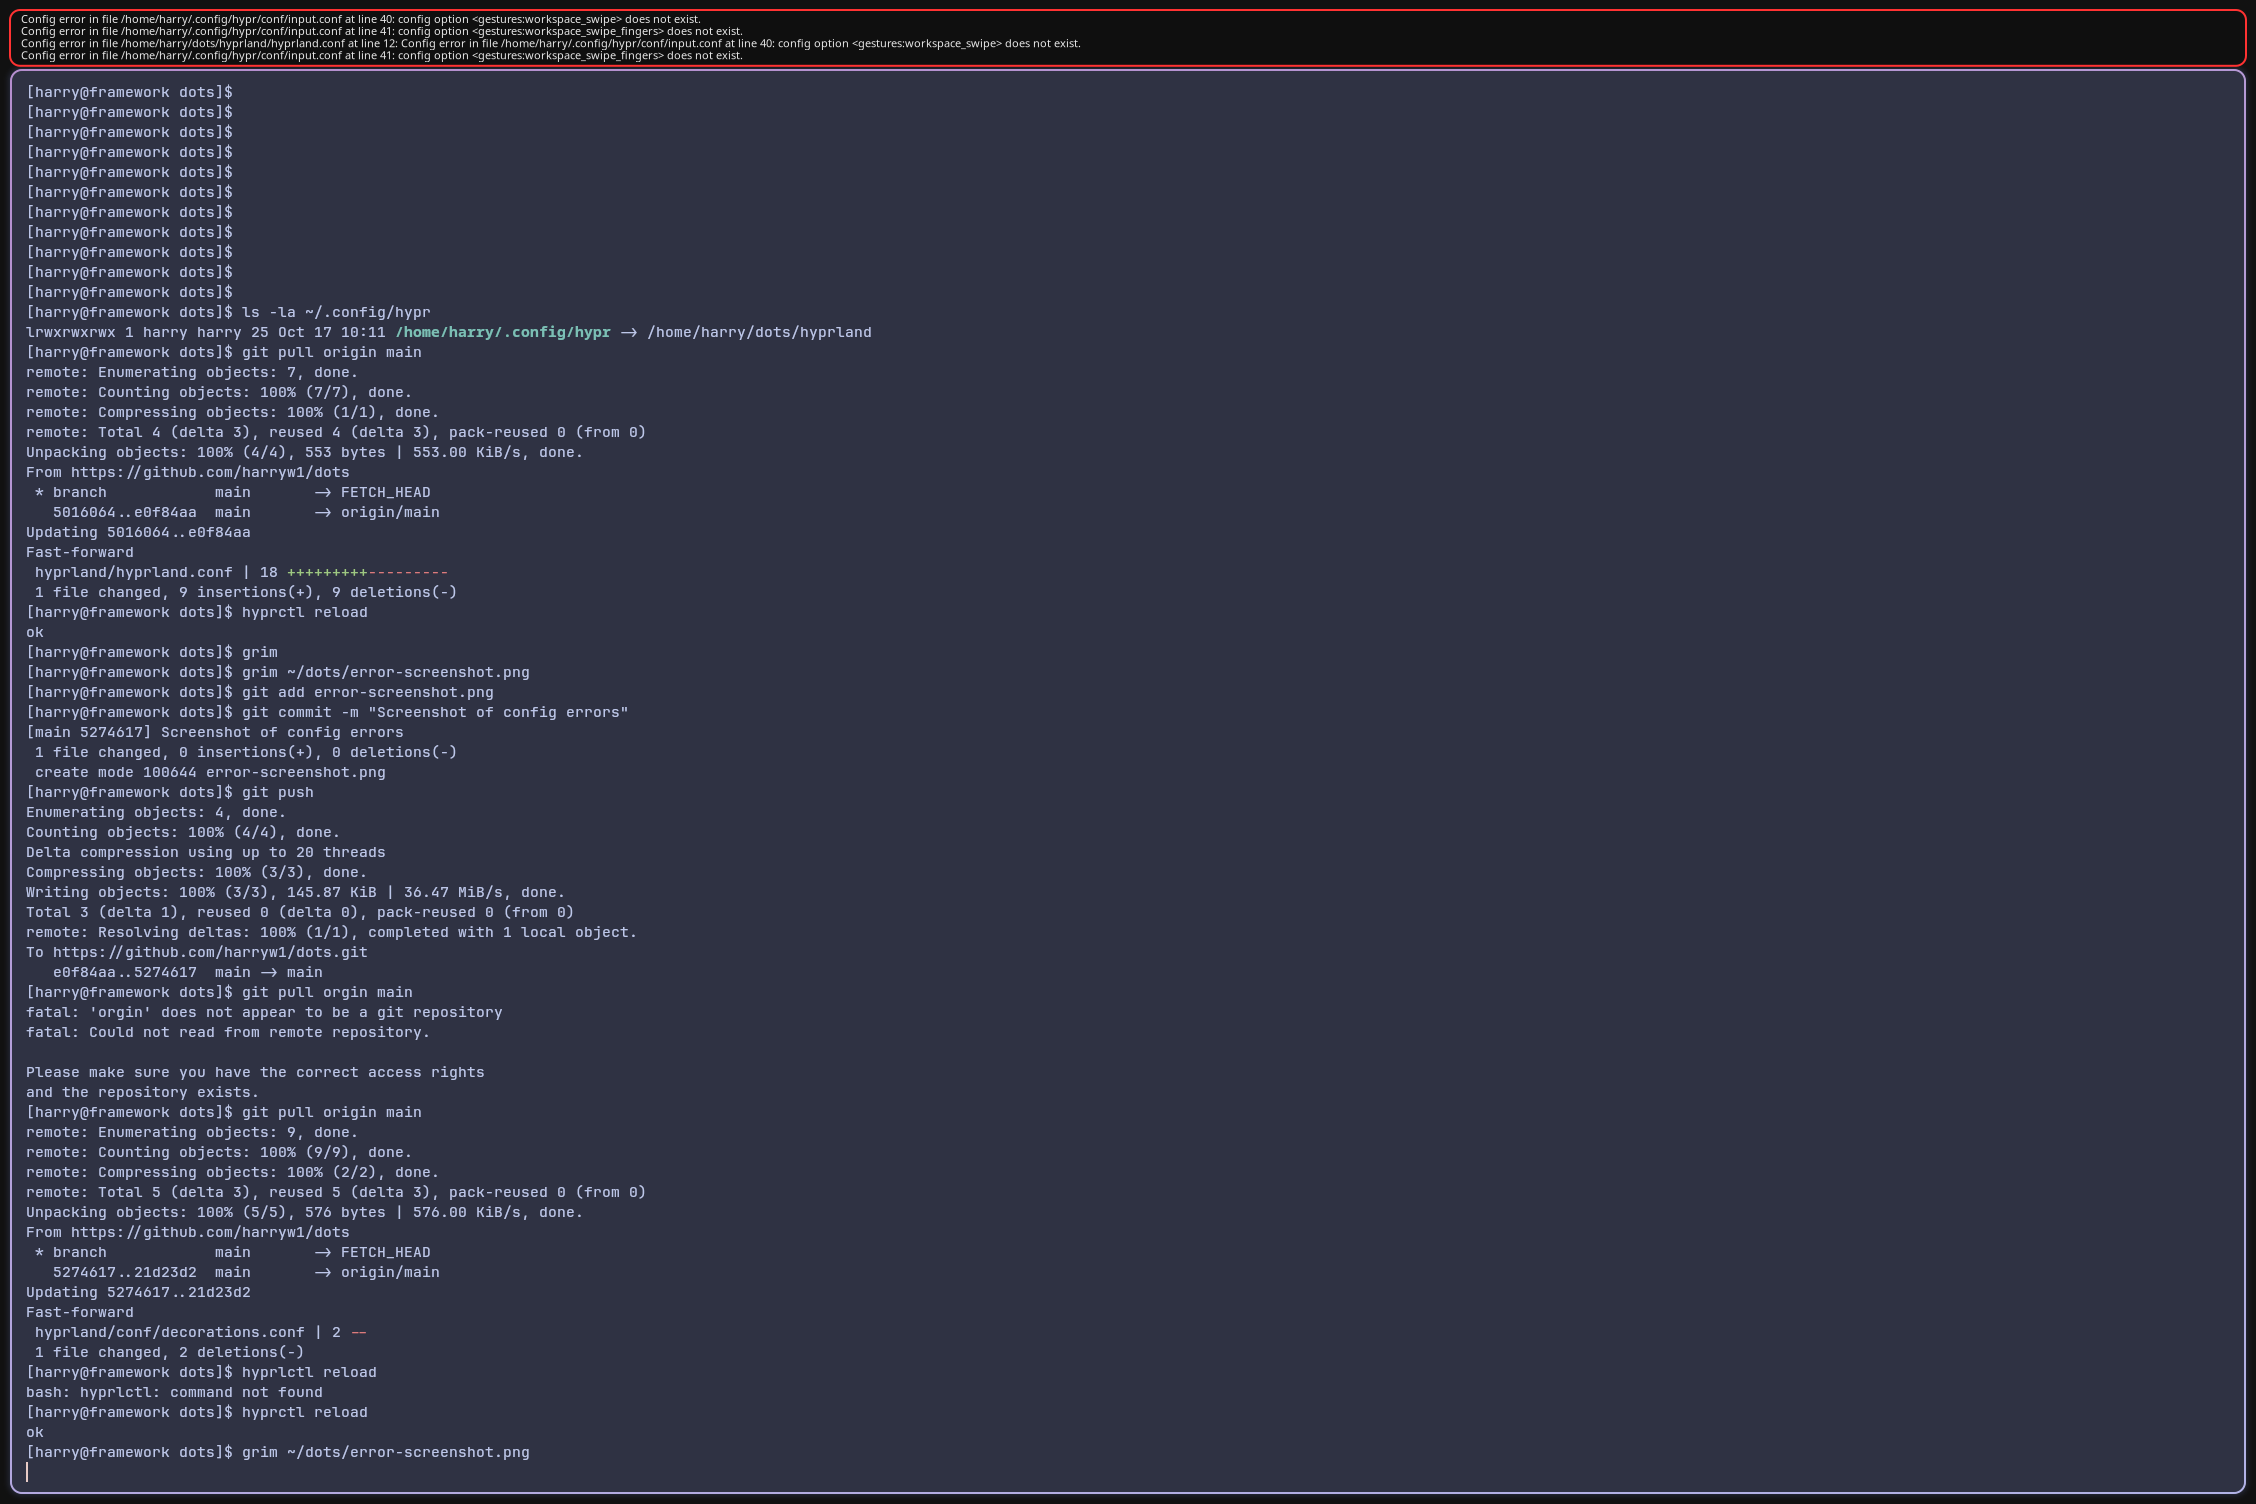 Config error in file /home/harry/.config/hypr/conf/input.conf at line 40: config option <gestures:workspace_swipe> does not exist.
Config error in file /home/harry/.config/hypr/conf/input.conf at line 41: config option <gestures:workspace_swipe_fingers> does not exist.
Config error in file /home/harry/dots/hyprland/hyprland.conf at line 12: Config error in file /home/harry/.config/hypr/conf/input.conf at line 40: config option <gestures:workspace_swipe> does not exist.
Config error in file /home/harry/.config/hypr/conf/input.conf at line 41: config option <gestures:workspace_swipe_fingers> does not exist.
[harry@framework dots]$
[harry@framework dots]$
[harry@framework dots]$
[harry@framework dots]$
[harry@framework dots]$
[harry@framework dots]$
[harry@framework dots]$
[harry@framework dots]$
[harry@framework dots]$
[harry@framework dots]$
[harry@framework dots]$
[harry@framework dots]$ ls -la ~/.config/hypr
lrwxrwxrwx 1 harry harry 25 Oct 17 10:11 /home/harry/.config/hypr -> /home/harry/dots/hyprland
[harry@framework dots]$ git pull origin main
remote: Enumerating objects: 7, done.
remote: Counting objects: 100% (7/7), done.
remote: Compressing objects: 100% (1/1), done.
remote: Total 4 (delta 3), reused 4 (delta 3), pack-reused 0 (from 0)
Unpacking objects: 100% (4/4), 553 bytes | 553.00 KiB/s, done.
From https://github.com/harryw1/dots
 * branch            main       -> FETCH_HEAD
   5016064..e0f84aa  main       -> origin/main
Updating 5016064..e0f84aa
Fast-forward
 hyprland/hyprland.conf | 18 +++++++++---------
 1 file changed, 9 insertions(+), 9 deletions(-)
[harry@framework dots]$ hyprctl reload
ok
[harry@framework dots]$ grim
[harry@framework dots]$ grim ~/dots/error-screenshot.png
[harry@framework dots]$ git add error-screenshot.png
[harry@framework dots]$ git commit -m "Screenshot of config errors"
[main 5274617] Screenshot of config errors
 1 file changed, 0 insertions(+), 0 deletions(-)
 create mode 100644 error-screenshot.png
[harry@framework dots]$ git push
Enumerating objects: 4, done.
Counting objects: 100% (4/4), done.
Delta compression using up to 20 threads
Compressing objects: 100% (3/3), done.
Writing objects: 100% (3/3), 145.87 KiB | 36.47 MiB/s, done.
Total 3 (delta 1), reused 0 (delta 0), pack-reused 0 (from 0)
remote: Resolving deltas: 100% (1/1), completed with 1 local object.
To https://github.com/harryw1/dots.git
   e0f84aa..5274617  main -> main
[harry@framework dots]$ git pull orgin main
fatal: 'orgin' does not appear to be a git repository
fatal: Could not read from remote repository.

Please make sure you have the correct access rights
and the repository exists.
[harry@framework dots]$ git pull origin main
remote: Enumerating objects: 9, done.
remote: Counting objects: 100% (9/9), done.
remote: Compressing objects: 100% (2/2), done.
remote: Total 5 (delta 3), reused 5 (delta 3), pack-reused 0 (from 0)
Unpacking objects: 100% (5/5), 576 bytes | 576.00 KiB/s, done.
From https://github.com/harryw1/dots
 * branch            main       -> FETCH_HEAD
   5274617..21d23d2  main       -> origin/main
Updating 5274617..21d23d2
Fast-forward
 hyprland/conf/decorations.conf | 2 --
 1 file changed, 2 deletions(-)
[harry@framework dots]$ hyprlctl reload
bash: hyprlctl: command not found
[harry@framework dots]$ hyprctl reload
ok
[harry@framework dots]$ grim ~/dots/error-screenshot.png